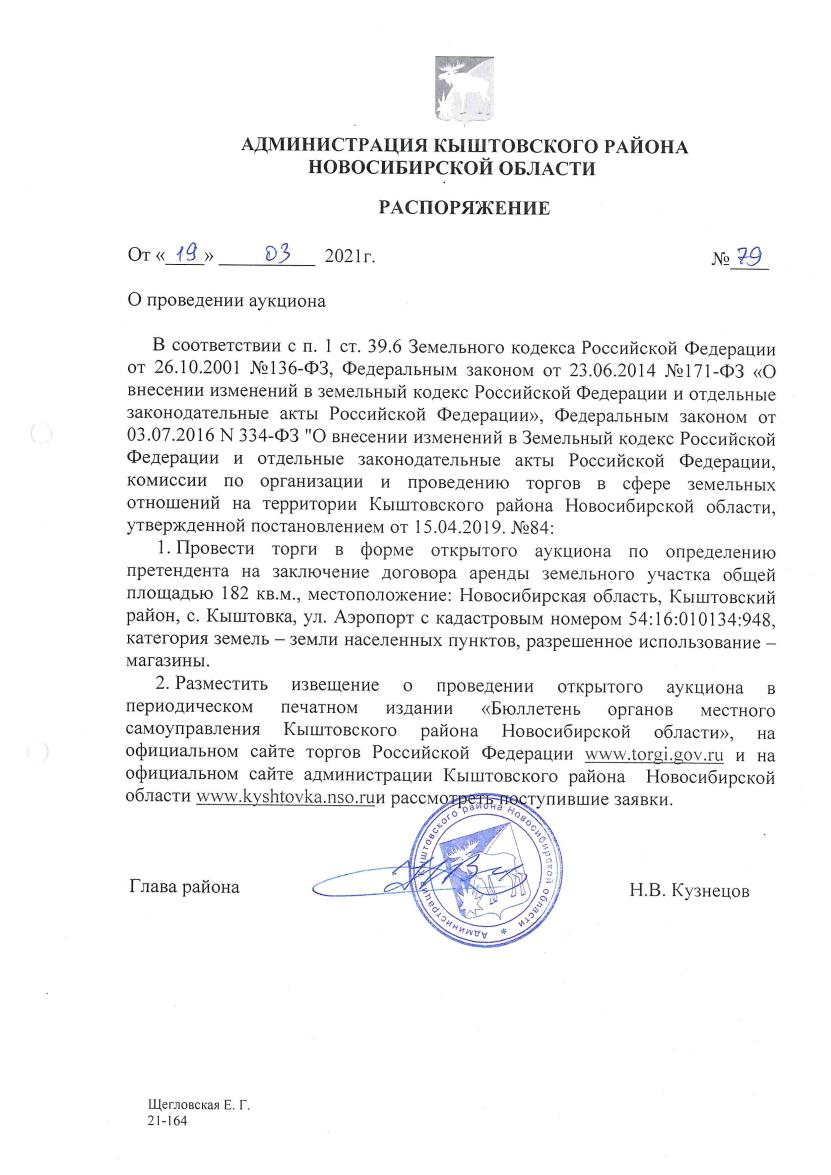 АДМИНИСТРАЦИЯ КЫШТОВСКОГО РАЙОНА
НОВОСИБИРСКОЙ ОБЛАСТИ
РАСПОРЯЖЕНИЕ
От «19» 03 2021г. №79
О проведении аукциона
В соответствии с п. 1 ст. 39.6 Земельного кодекса Российской Федерации
от 26.10.2001 №136-ФЗ, Федеральным законом от 23.06.2014 №171-ФЗ «О
внесении изменений в земельный кодекс Российской Федерации и отдельные
законодательные акты Российской Федерации», Федеральным законом от
03.07.2016 N 334-ФЗ "О внесении изменений в Земельный кодекс Российской
Федерации и отдельные законодательные акты Российской Федерации,
комиссии по организации и проведению торгов в сфере земельных
отношений на территории Кыштовского района Новосибирской области,
утвержденной постановлением от 15.04.2019. №84:
1. Провести торги в форме открытого аукциона по определению
претендента на заключение договора аренды земельного участка общей
площадью 182 кв.м., местоположение: Новосибирская область, Кыштовский
район, с. Кыштовка, ул. Аэропорт с кадастровым номером 54:16:010134:948,
категория земель – земли населенных пунктов, разрешенное использование –
магазины.
2. Разместить извещение о проведении открытого аукциона в
периодическом печатном издании «Бюллетень органов местного
самоуправления Кыштовского района Новосибирской области», на
официальном сайте торгов Российской Федерации www.torgi.gov.ru и на
официальном сайте администрации Кыштовского района Новосибирской
области www.kyshtovka.nso.ruи рассмотреть поступившие заявки.
Администрация Кыштовского района Новосибирской области *
Глава района Н.В. Кузнецов
Щегловская Е. Г.
21-164